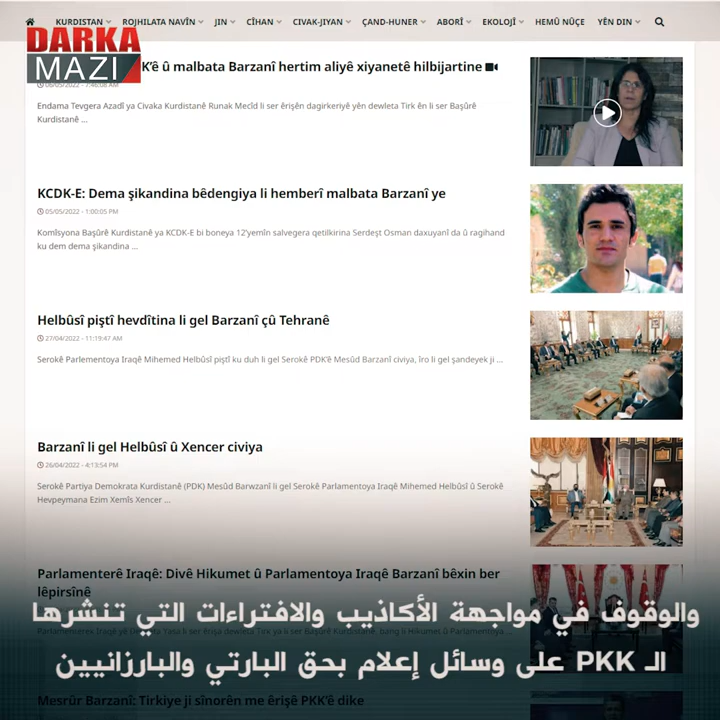 KURDISTAN ROJHILATA NAVÎN JIN CÎHAN CIVAK-JIYAN ÇAND-HUNER ABORÎ EKOLOJÎ HEMÛ NÛÇE YÊN DIN
DARKA
MAZI
K'ê û malbata Barzanî hertim aliyê xiyanetê hilbijartine
06/05/2022 - 7:46:08 AM
Endama Tevgera Azadî ya Civaka Kurdistanê Runak Mecîd li ser êrişên dagirkeriyê yên dewleta Tirk ên li ser Başûrê
Kurdistanê ...
KCDK-E: Dema şikandina bêdengiya li hemberî malbata Barzanî ye
05/05/2022 - 1:00:05 PM
Komîsyona Başûrê Kurdistanê ya KCDK-E bi boneya 12'yemîn salvegera qetilkirina Serdeşt Osman daxuyanî da û ragihand
ku dem dema şikandina ...
Helbûsî piştî hevdîtina li gel Barzanî çû Tehranê
27/04/2022 - 11:19:47 AM
Serokê Parlementoya Iraqê Mihemed Helbûsî piştî ku duh li gel Serokê PDK'ê Mesûd Barzanî civiya, îro li gel şandeyek ji ...
Barzanî li gel Helbûsî û Xencer civiya
26/04/2022 - 4:13:54 PM
Serokê Partiya Demokrata Kurdistanê (PDK) Mesûd Barwzanî li gel Serokê Parlamentoya Iraqê Mihemed Helbûsî û Serokê
Hevpeymana Ezim Xemîs Xencer ...
Parlamenterê Iraqê: Divê Hikumet û Parlamentoya Iraqê Barzanî bêxin ber
lêpirsînê
والوقوف في مواجهة الأكاذيب والافتراءات التي تنشرها
الـ PKK على وسائل إعلام بحق البارتي والبارزانيين
Mesrûr Barzanî: Tirkiye ji sînorên me êrişê PKK'ê dike